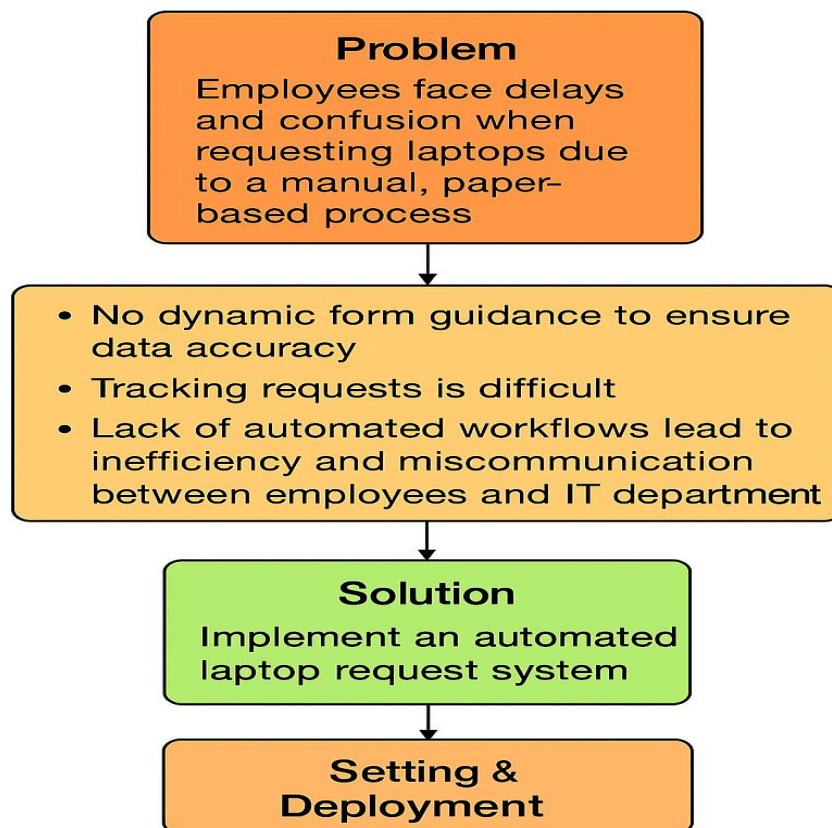 Problem
Employees face delays
and confusion when
requesting laptops due
to a manual, paper-
based process
• No dynamic form guidance to ensure
data accuracy
• Tracking requests is difficult
• Lack of automated workflows lead to
inefficiency and miscommunication
between employees and IT department
Solution
Implement an automated
laptop request system
Setting &
Deployment